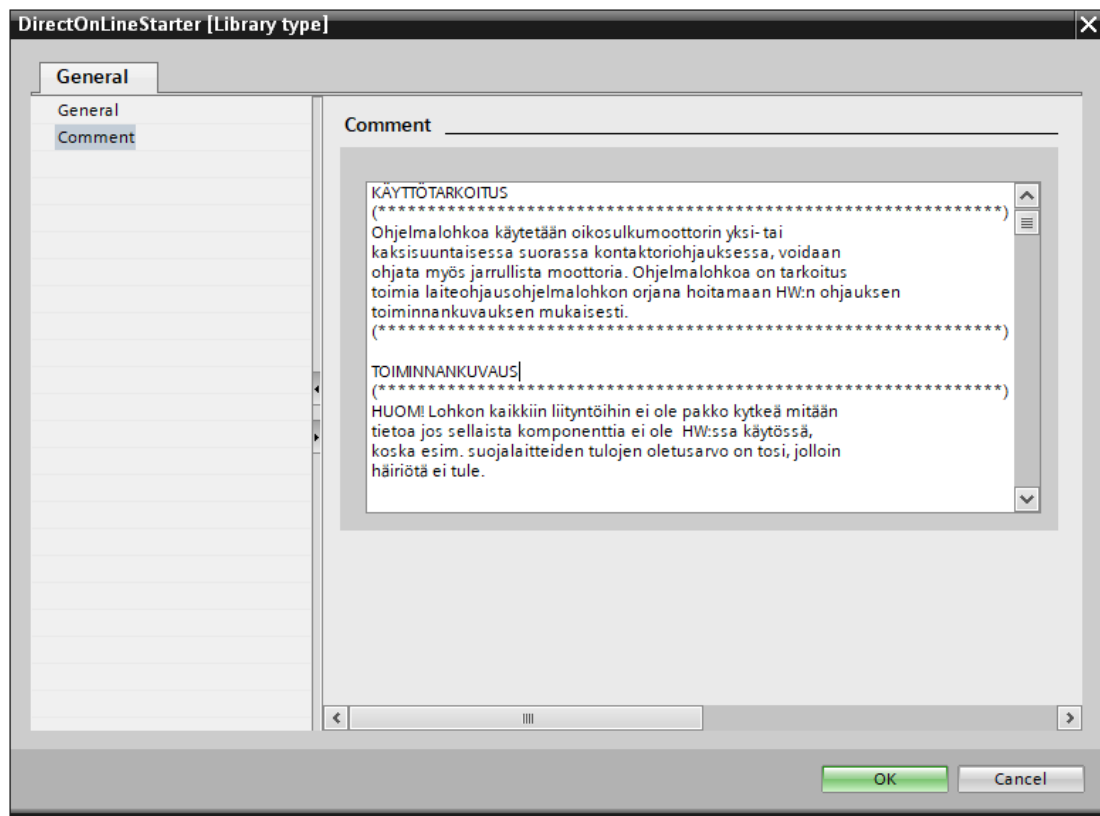 DirectOnLineStarter [Library type]
General
General
Comment
Comment
KÄYTTÖTARKOITUS
(***************************************************************)
Ohjelmalohkoa käytetään oikosulkumoottorin yksi- tai
kaksisuuntaisessa suorassa kontaktoriohjauksessa, voidaan
ohjata myös jarrullista moottoria. Ohjelmalohkoa on tarkoitus
toimia laiteohjausohjelmalohkon orjana hoitamaan HW:n ohjauksen
toiminnankuvauksen mukaisesti.
(***************************************************************)
TOIMINNANKUVAUS
(***************************************************************)
HUOM! Lohkon kaikkiin liityntöihin ei ole pakko kytkeä mitään
tietoa jos sellaista komponenttia ei ole  HW:ssa käytössä,
koska esim. suojalaitteiden tulojen oletusarvo on tosi, jolloin
häiriötä ei tule.
OK
Cancel